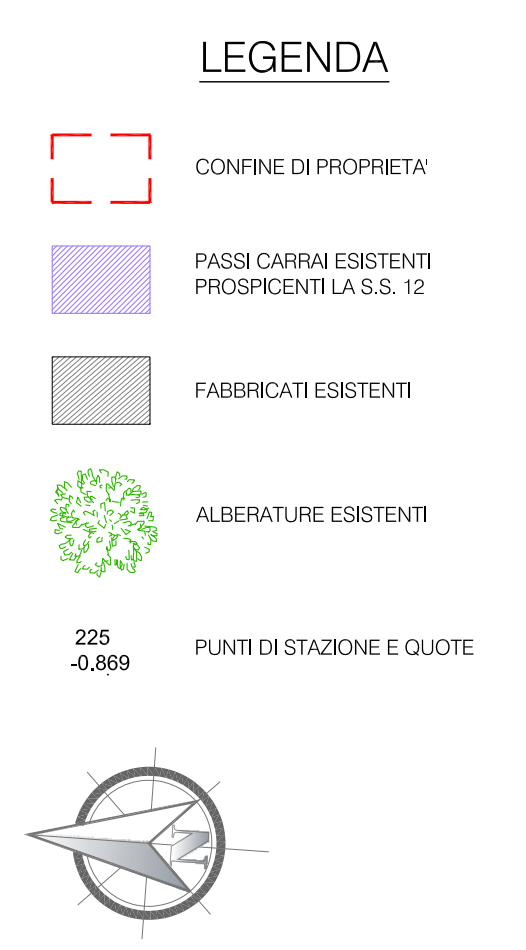 LEGENDA
CONFINE DI PROPRIETA'
PASSI CARRAI ESISTENTI
PROSPICENTI LA S.S. 12
FABBRICATI ESISTENTI
ALBERATURE ESISTENTI
225
-0.869
PUNTI DI STAZIONE E QUOTE
N